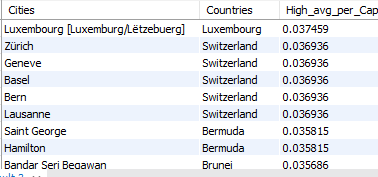 Cities Countries High_avg_per_Cap
Luxembourg [Luxemburg/Lëtzebuerg] Luxembourg 0.037459
Zürich Switzerland 0.036936
Geneve Switzerland 0.036936
Basel Switzerland 0.036936
Bern Switzerland 0.036936
Lausanne Switzerland 0.036936
Saint George Bermuda 0.035815
Hamilton Bermuda 0.035815
Bandar Seri Begawan Brunei 0.035686